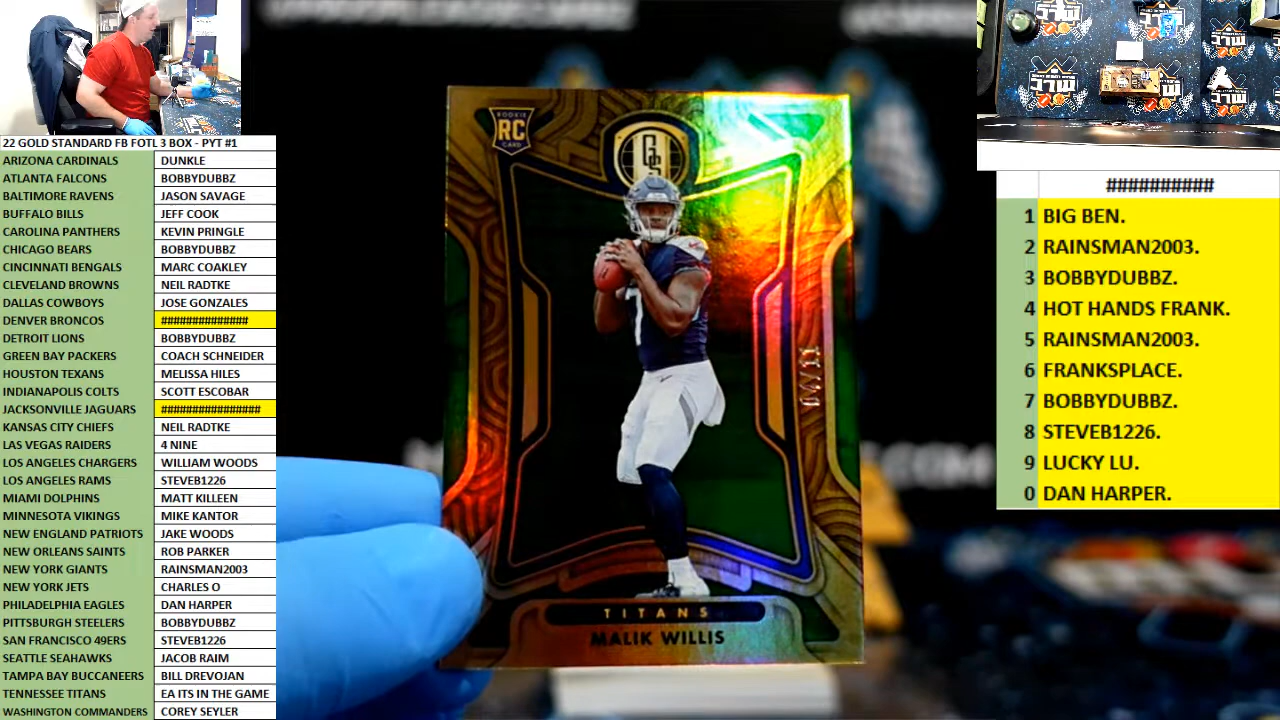 22 GOLD STANDARD FB FOTL 3 BOX - PYT #1
ARIZONA CARDINALS DUNKLE
ATLANTA FALCONS BOBBYDUBBZ
BALTIMORE RAVENS JASON SAVAGE
BUFFALO BILLS JEFF COOK
CAROLINA PANTHERS KEVIN PRINGLE
CHICAGO BEARS BOBBYDUBBZ
CINCINNATI BENGALS MARC COAKLEY
CLEVELAND BROWNS NEIL RADTKE
DALLAS COWBOYS JOSE GONZALES
DENVER BRONCOS ##############
DETROIT LIONS BOBBYDUBBZ
GREEN BAY PACKERS COACH SCHNEIDER
HOUSTON TEXANS MELISSA HILES
INDIANAPOLIS COLTS SCOTT ESCOBAR
JACKSONVILLE JAGUARS ################
KANSAS CITY CHIEFS NEIL RADTKE
LAS VEGAS RAIDERS 4 NINE
LOS ANGELES CHARGERS WILLIAM WOODS
LOS ANGELES RAMS STEVEB1226
MIAMI DOLPHINS MATT KILLEEN
MINNESOTA VIKINGS MIKE KANTOR
NEW ENGLAND PATRIOTS JAKE WOODS
NEW ORLEANS SAINTS ROB PARKER
NEW YORK GIANTS RAINSMAN2003
NEW YORK JETS CHARLES O
PHILADELPHIA EAGLES DAN HARPER
PITTSBURGH STEELERS BOBBYDUBBZ
SAN FRANCISCO 49ERS STEVEB1226
SEATTLE SEAHAWKS JACOB RAIM
TAMPA BAY BUCCANEERS BILL DREVOJAN
TENNESSEE TITANS EA ITS IN THE GAME
WASHINGTON COMMANDERS COREY SEYLER
ROOKIE
RC
CARD
GS
7
TITANS
MALIK WILLIS
##########
1 BIG BEN.
2 RAINSMAN2003.
3 BOBBYDUBBZ.
4 HOT HANDS FRANK.
5 RAINSMAN2003.
6 FRANKSPLACE.
7 BOBBYDUBBZ.
8 STEVEB1226.
9 LUCKY LU.
0 DAN HARPER.